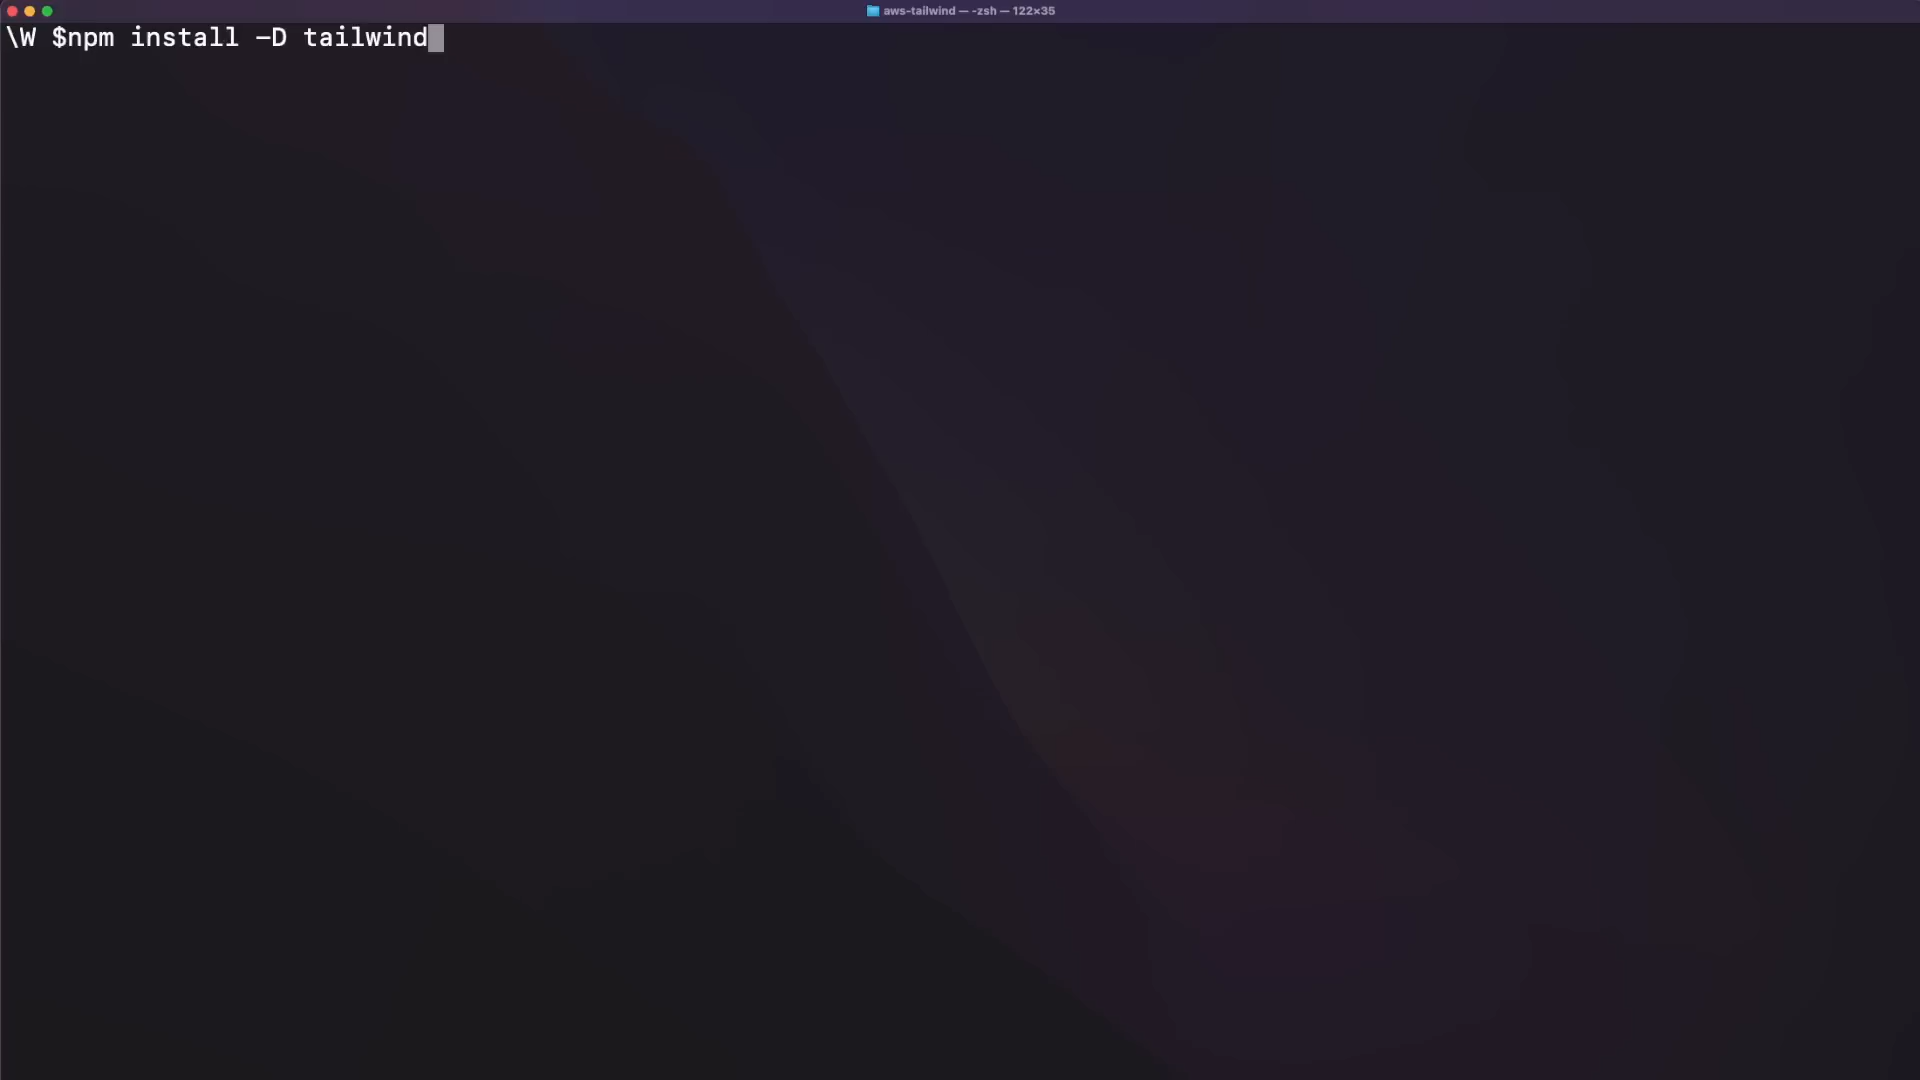 aws-tailwind — -zsh — 122×35
\W $npm install -D tailwind